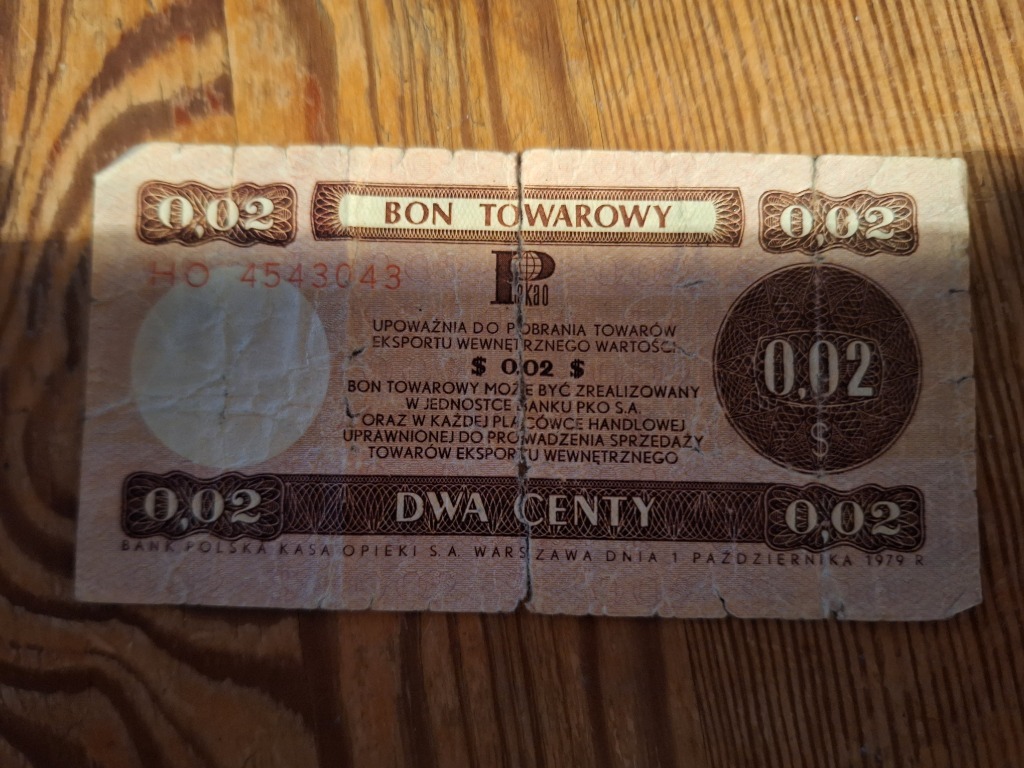 0,02 BON TOWAROWY 0,02
HO 4543043
Pekao
UPOWAŻNIA DO POBRANIA TOWARÓW
EKSPORTU WEWNĘTRZNEGO WARTOŚCI
$ 0,02 $
BON TOWAROWY MOŻE BYĆ ZREALIZOWANY
W JEDNOSTCE BANKU PKO S.A.
ORAZ W KAŻDEJ PLACÓWCE HANDLOWEJ
UPRAWNIONEJ DO PROWADZENIA SPRZEDAŻY
TOWARÓW EKSPORTU WEWNĘTRZNEGO
0,02
$
0,02 DWA CENTY 0,02
BANK POLSKA KASA OPIEKI S.A. WARSZAWA DNIA 1 PAŹDZIERNIKA 1979 R